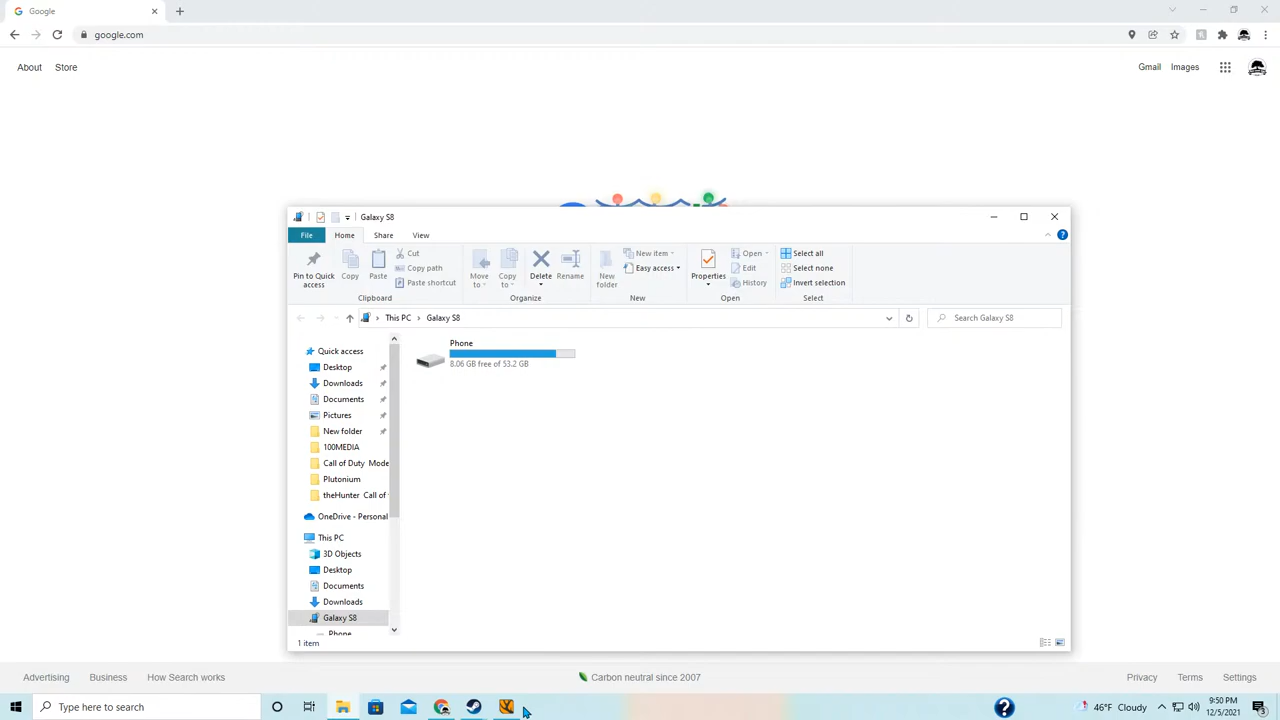 Google
google.com
About Store
Gmail Images
Galaxy S8
File Home Share View
Pin to Quick access
Copy
Paste
Cut
Copy path
Paste shortcut
Clipboard
Move to
Copy to
Delete
Rename
Organize
New folder
New item
Easy access
New
Properties
Open
Edit
History
Open
Select all
Select none
Invert selection
Select
This PC > Galaxy S8
Search Galaxy S8
Quick access
Desktop
Downloads
Documents
Pictures
New folder
100MEDIA
Call of Duty Mode
Plutonium
theHunter Call of
OneDrive - Personal
This PC
3D Objects
Desktop
Documents
Downloads
Galaxy S8
Phone
Phone
8.06 GB free of 53.2 GB
1 item
Advertising Business How Search works
Carbon neutral since 2007
Privacy Terms Settings
Type here to search
46°F Cloudy
9:50 PM
12/5/2021